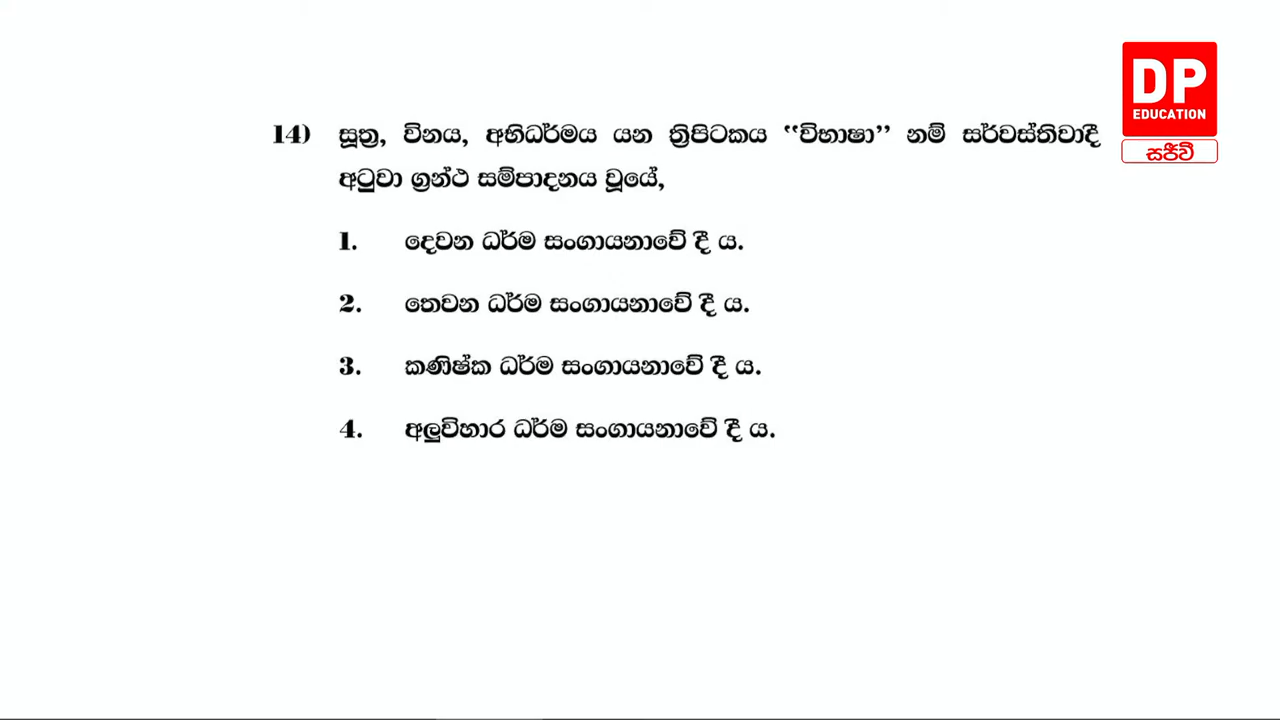 DP
EDUCATION
සජීවී
14) සූත්‍ර, විනය, අභිධර්මය යන ත්‍රිපිටකය "විභාෂා" නම් සර්වස්තිවාදී
අටුවා ග්‍රන්ථ සම්පාදනය වූයේ,
1. දෙවන ධර්ම සංගායනාවේ දී ය.
2. තෙවන ධර්ම සංගායනාවේ දී ය.
3. කණිෂ්ක ධර්ම සංගායනාවේ දී ය.
4. අලුවිහාර ධර්ම සංගායනාවේ දී ය.